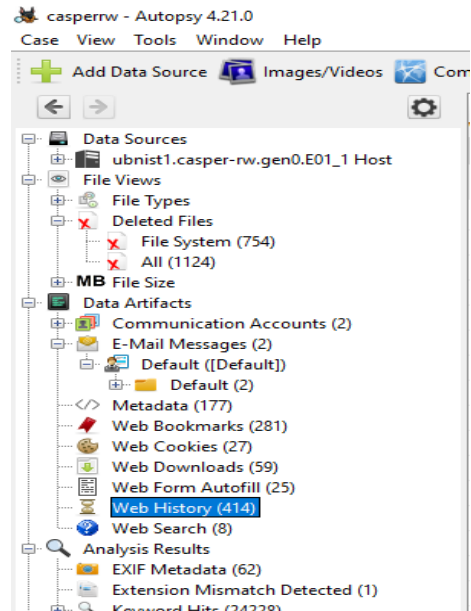 casperrw - Autopsy 4.21.0
Case View Tools Window Help
Add Data Source Images/Videos Com
Data Sources
ubnist1.casper-rw.gen0.E01_1 Host
File Views
File Types
Deleted Files
File System (754)
All (1124)
MB File Size
Data Artifacts
Communication Accounts (2)
E-Mail Messages (2)
Default ([Default])
Default (2)
Metadata (177)
Web Bookmarks (281)
Web Cookies (27)
Web Downloads (59)
Web Form Autofill (25)
Web History (414)
Web Search (8)
Analysis Results
EXIF Metadata (62)
Extension Mismatch Detected (1)
Keyword Hits (24228)